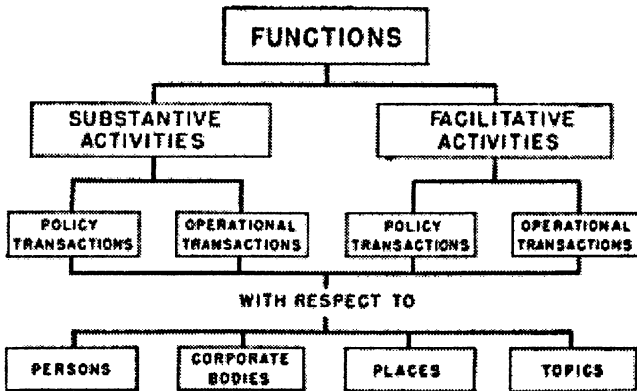 FUNCTIONS
SUBSTANTIVE
ACTIVITIES
FACILITATIVE
ACTIVITIES
POLICY
TRANSACTIONS
OPERATIONAL
TRANSACTIONS
POLICY
TRANSACTIONS
OPERATIONAL
TRANSACTIONS
WITH RESPECT TO
PERSONS
CORPORATE
BODIES
PLACES
TOPICS